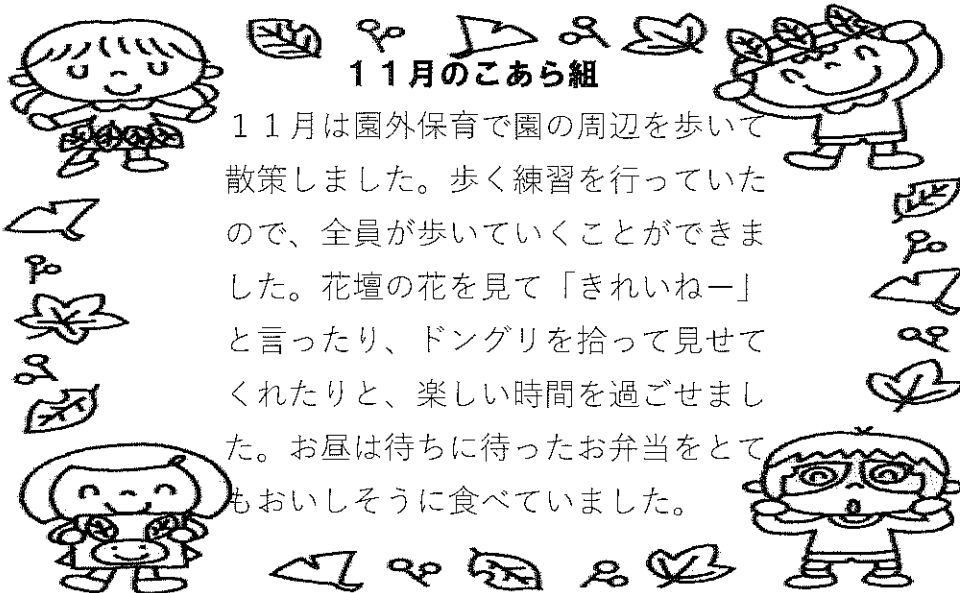 １１月のこあら組
１１月は園外保育で園の周辺を歩いて
散策しました。歩く練習を行っていた
ので、全員が歩いていくことができま
した。花壇の花を見て「きれいねー」
と言ったり、ドングリを拾って見せて
くれたりと、楽しい時間を過ごせまし
た。お昼は待ちに待ったお弁当をとて
もおいしそうに食べていました。